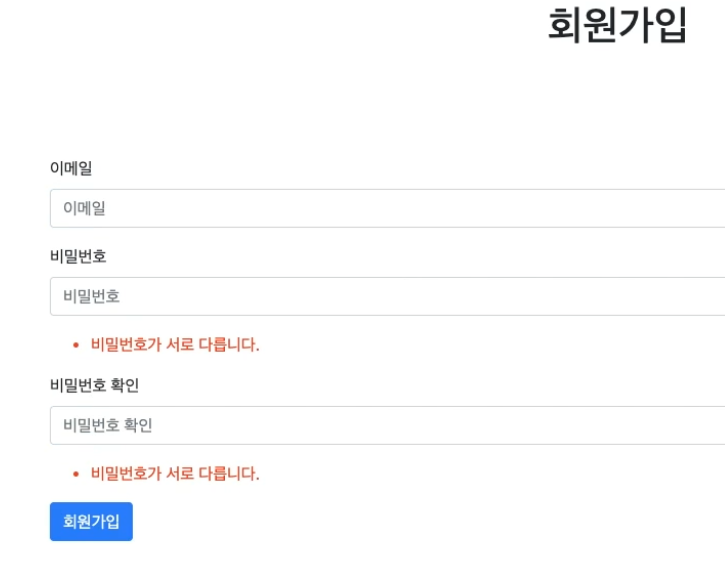 회원가입
이메일
이메일
비밀번호
비밀번호
• 비밀번호가 서로 다릅니다.
비밀번호 확인
비밀번호 확인
• 비밀번호가 서로 다릅니다.
회원가입